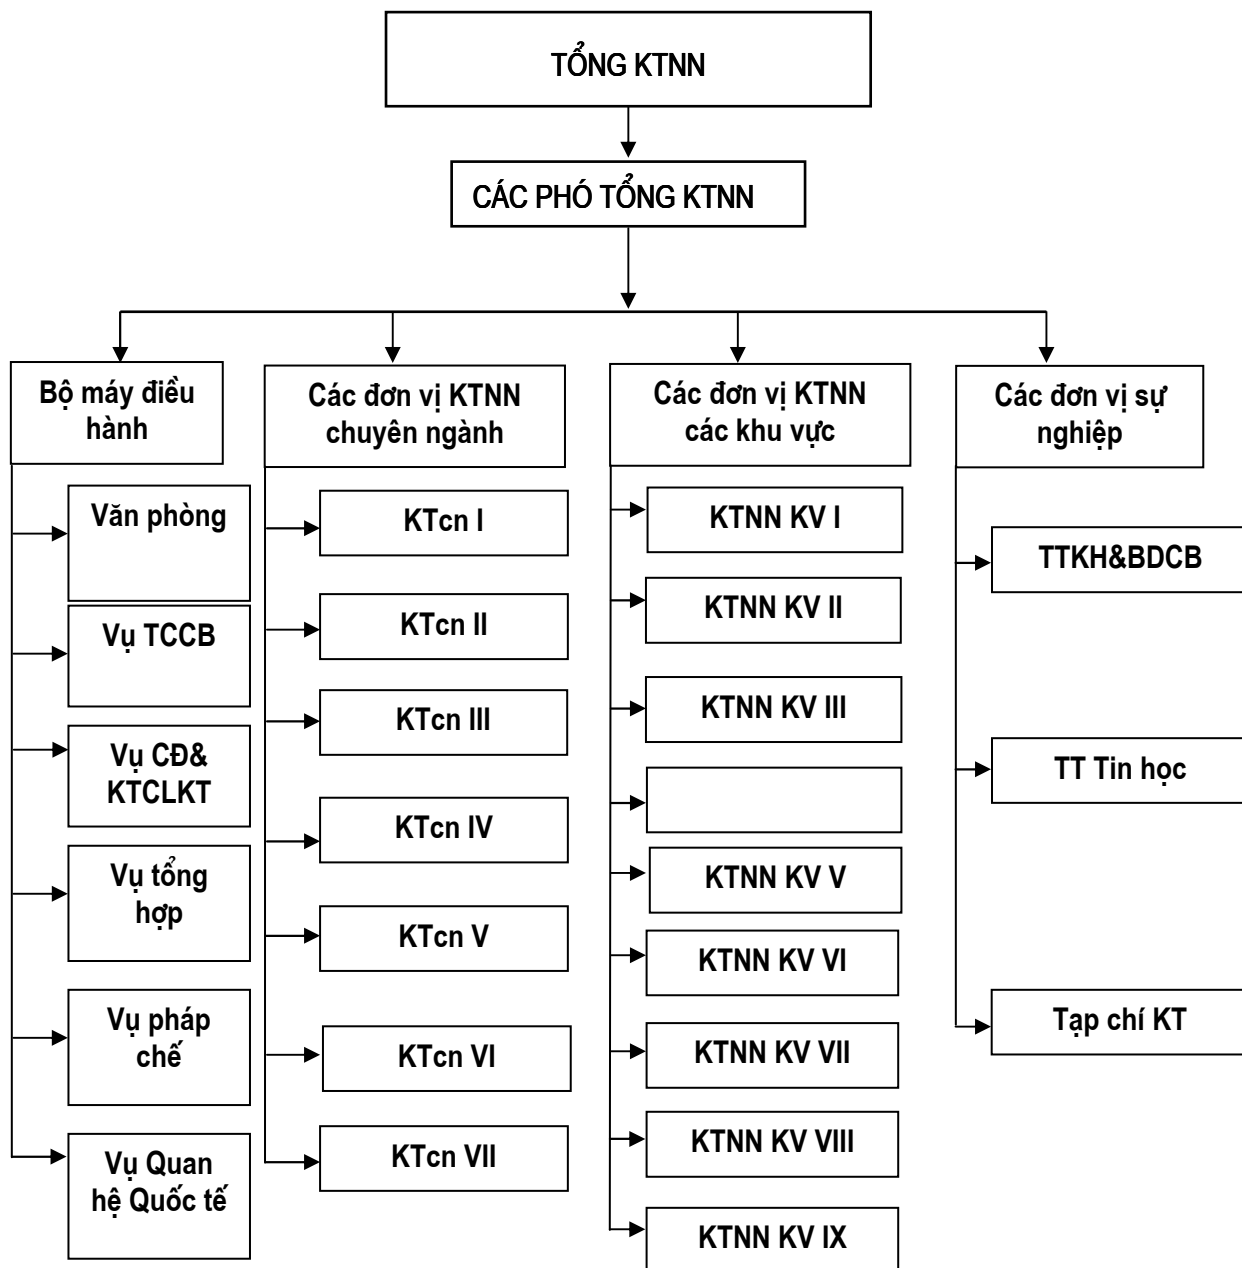 TỔNG KTNN
CÁC PHÓ TỔNG KTNN
Bộ máy điều
hành
Văn phòng
Vụ TCCB
Vụ CĐ&
KTCLKT
Vụ tổng
hợp
Vụ pháp
chế
Vụ Quan
hệ Quốc tế
Các đơn vị KTNN
chuyên ngành
KTcn I
KTcn II
KTcn III
KTcn IV
KTcn V
KTcn VI
KTcn VII
Các đơn vị KTNN
các khu vực
KTNN KV I
KTNN KV II
KTNN KV III
KTNN KV V
KTNN KV VI
KTNN KV VII
KTNN KV VIII
KTNN KV IX
Các đơn vị sự
nghiệp
TTKH&BDCB
TT Tin học
Tạp chí KT